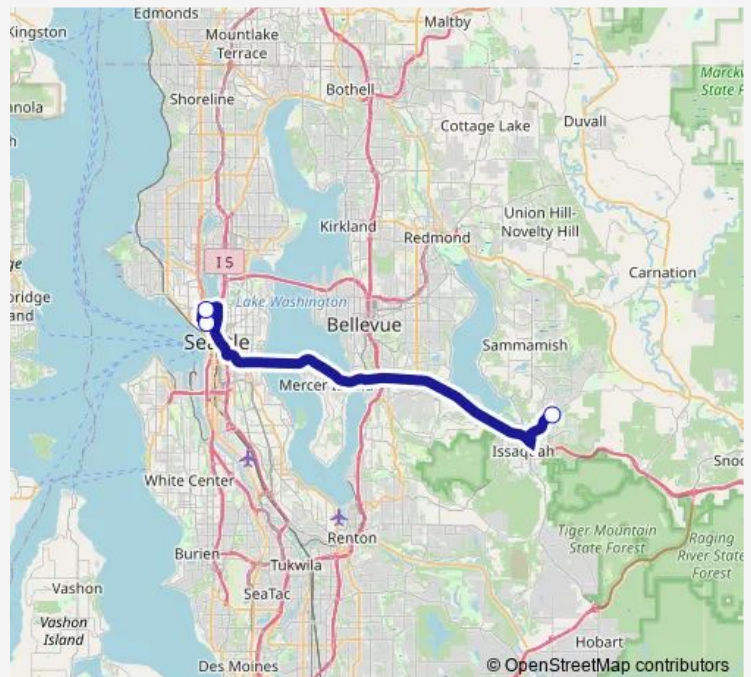 Edmonds
Maltby
Kingston
Mountlake
Terrace
Bothell
Shoreline
Cottage Lake
Duvall
Kirkland
Union Hill-
Novelty Hill
Redmond
I 5
Carnation
Lake Washington
Bellevue
Sammamish
Mercer
White Center
Tiger Mountain
State Forest
Raging
River State
Forest
Renton
Burien
Tukwila
SeaTac
Vashon
Vashon
Island
Hobart
Des Moines
© OpenStreetMap contributors